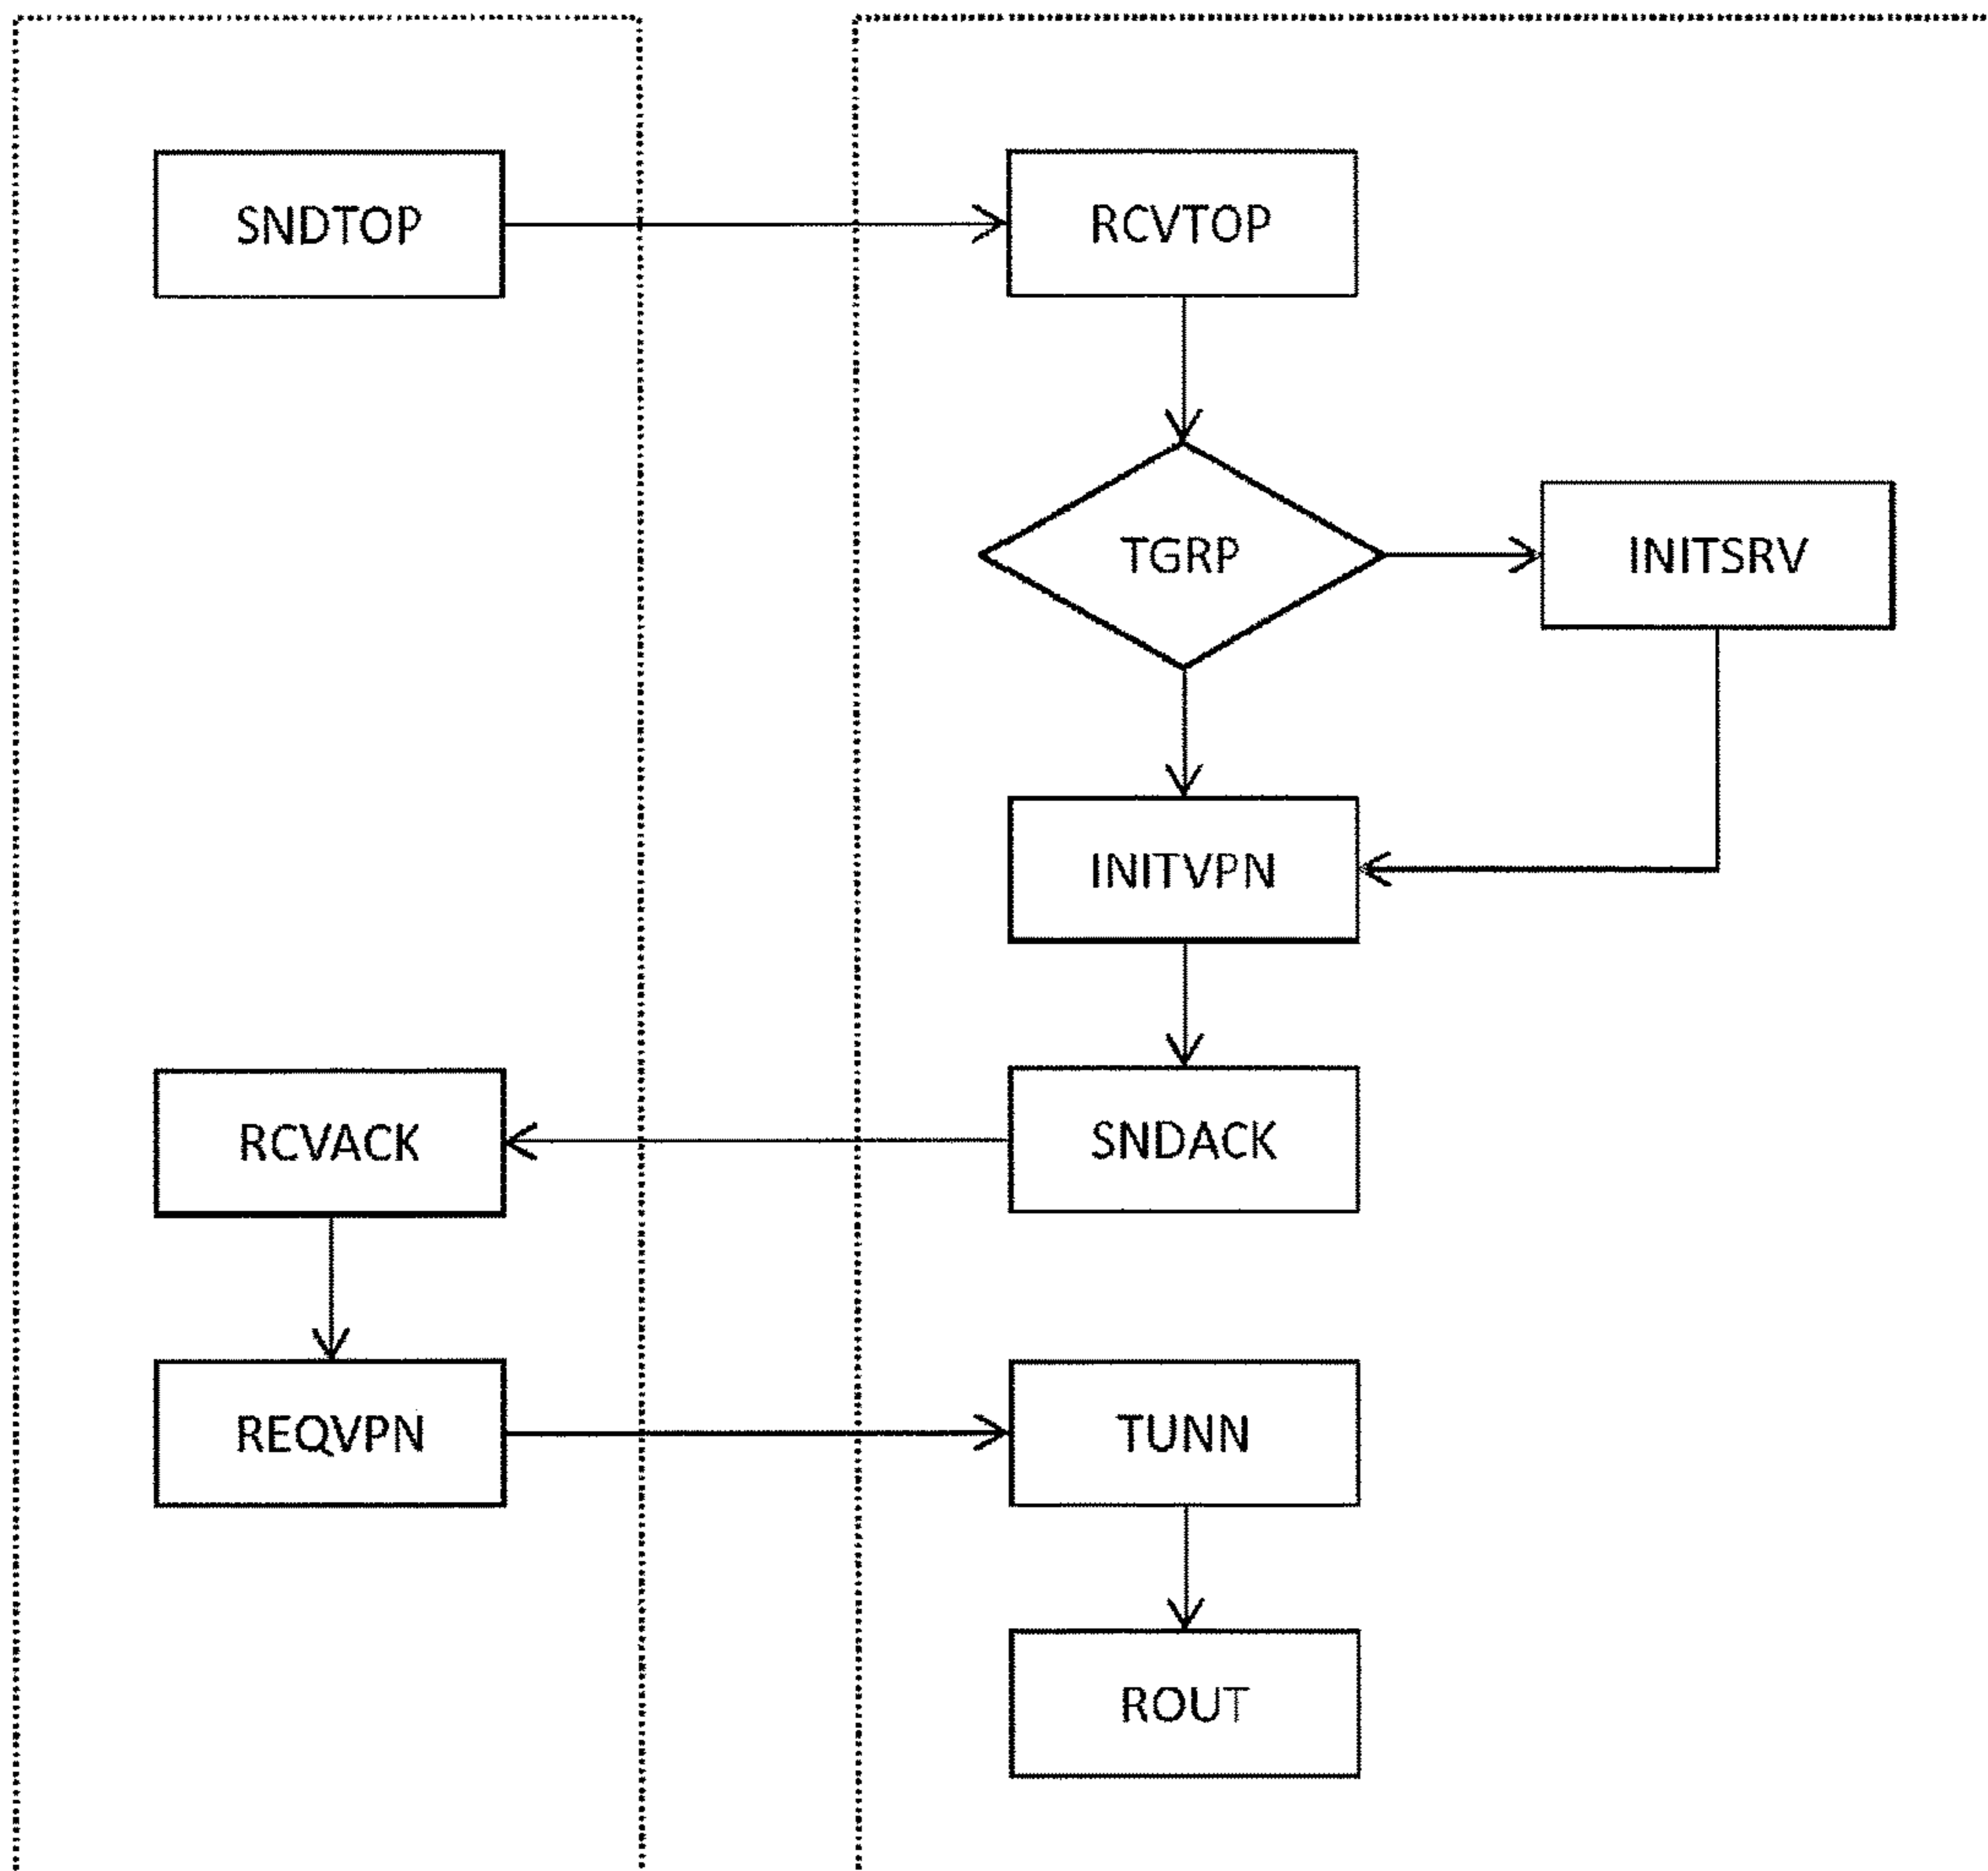 SNDTOP
RCVTOP
TGRP
INITSRV
INITVPN
RCVACK
SNDACK
REQVPN
TUNN
ROUT